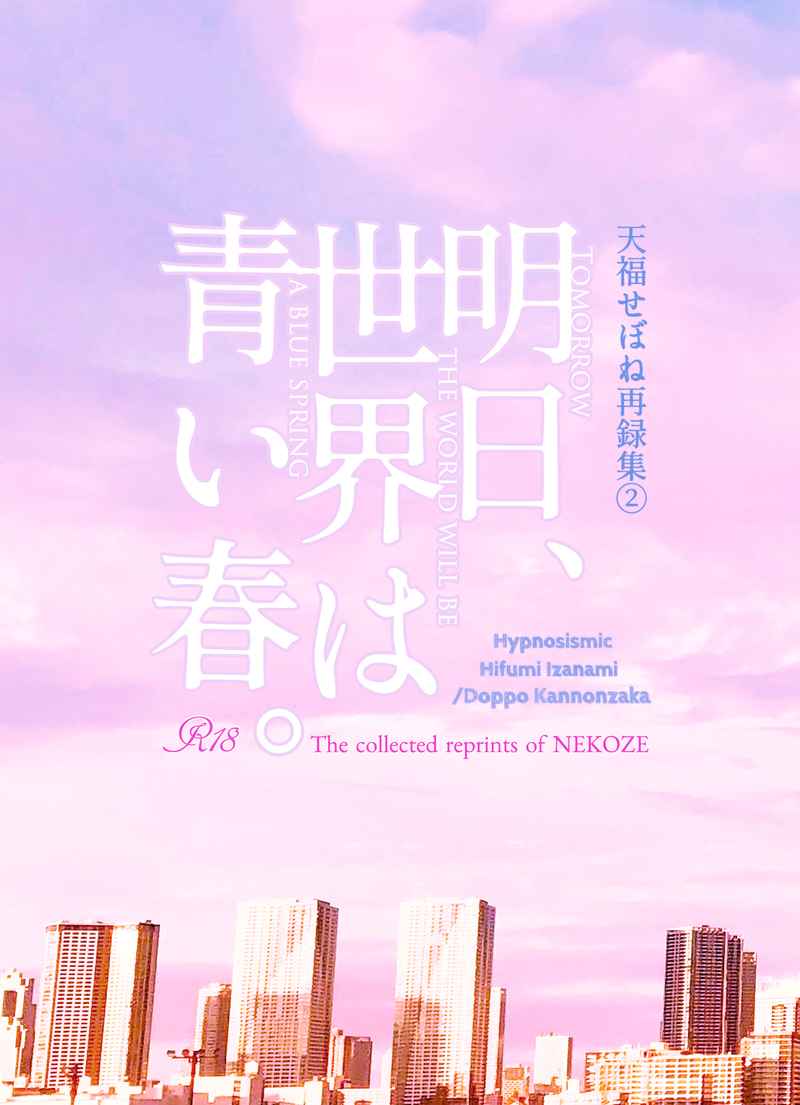 天福せぼね再録集②
明日、
TOMORROW
世界は
THE WORLD WILL BE
青い春。
A BLUE SPRING
Hypnosismic
Hifumi Izanami
/Doppo Kannonzaka
R18
The collected reprints of NEKOZE